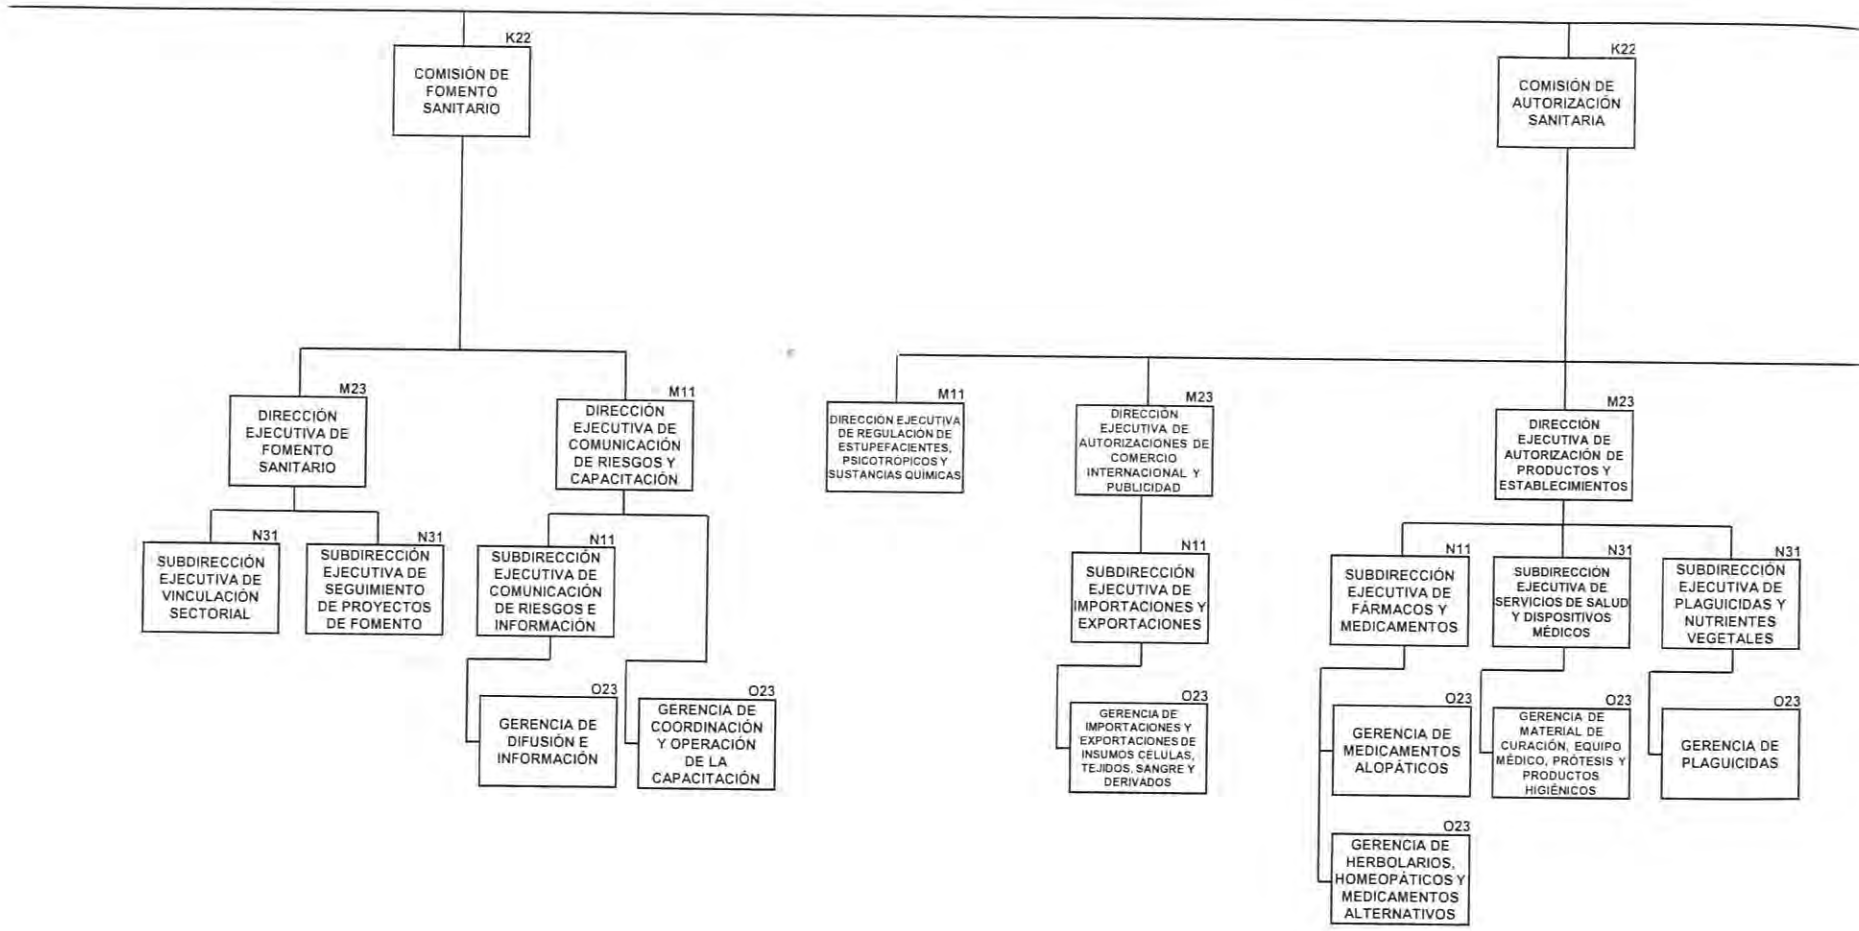 K22
COMISIÓN DE
FOMENTO
SANITARIO
K22
COMISIÓN DE
AUTORIZACIÓN
SANITARIA
M23
DIRECCIÓN
EJECUTIVA DE
FOMENTO
SANITARIO
M11
DIRECCIÓN
EJECUTIVA DE
COMUNICACIÓN
DE RIESGOS Y
CAPACITACIÓN
M11
DIRECCIÓN EJECUTIVA
DE REGULACIÓN DE
ESTUPEFACIENTES,
PSICOTRÓPICOS Y
SUSTANCIAS QUÍMICAS
M23
DIRECCIÓN
EJECUTIVA DE
AUTORIZACIONES DE
COMERCIO
INTERNACIONAL Y
PUBLICIDAD
M23
DIRECCIÓN
EJECUTIVA DE
AUTORIZACIÓN DE
PRODUCTOS Y
ESTABLECIMIENTOS
N31
SUBDIRECCIÓN
EJECUTIVA DE
VINCULACIÓN
SECTORIAL
N31
SUBDIRECCIÓN
EJECUTIVA DE
SEGUIMIENTO
DE PROYECTOS
DE FOMENTO
N11
SUBDIRECCIÓN
EJECUTIVA DE
COMUNICACIÓN
DE RIESGOS E
INFORMACIÓN
N11
SUBDIRECCIÓN
EJECUTIVA DE
IMPORTACIONES Y
EXPORTACIONES
N11
SUBDIRECCIÓN
EJECUTIVA DE
FÁRMACOS Y
MEDICAMENTOS
N31
SUBDIRECCIÓN
EJECUTIVA DE
SERVICIOS DE SALUD
Y DISPOSITIVOS
MÉDICOS
N31
SUBDIRECCIÓN
EJECUTIVA DE
PLAGUICIDAS Y
NUTRIENTES
VEGETALES
O23
GERENCIA DE
DIFUSIÓN E
INFORMACIÓN
O23
GERENCIA DE
COORDINACIÓN
Y OPERACIÓN
DE LA
CAPACITACIÓN
O23
GERENCIA DE
IMPORTACIONES Y
EXPORTACIONES DE
INSUMOS CÉLULAS,
TEJIDOS, SANGRE Y
DERIVADOS
O23
GERENCIA DE
MEDICAMENTOS
ALOPÁTICOS
O23
GERENCIA DE
MATERIAL DE
CURACIÓN, EQUIPO
MÉDICO, PRÓTESIS Y
PRODUCTOS
HIGIÉNICOS
O23
GERENCIA DE
PLAGUICIDAS
O23
GERENCIA DE
HERBOLARIOS,
HOMEOPÁTICOS Y
MEDICAMENTOS
ALTERNATIVOS